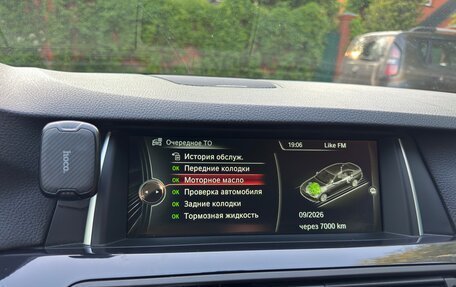 Очередное ТО
19:06 Like FM
История обслуж.
OK Передние колодки
OK Моторное масло
OK Проверка автомобиля
OK Задние колодки
OK Тормозная жидкость
09/2026
через 7000 km
hoco.